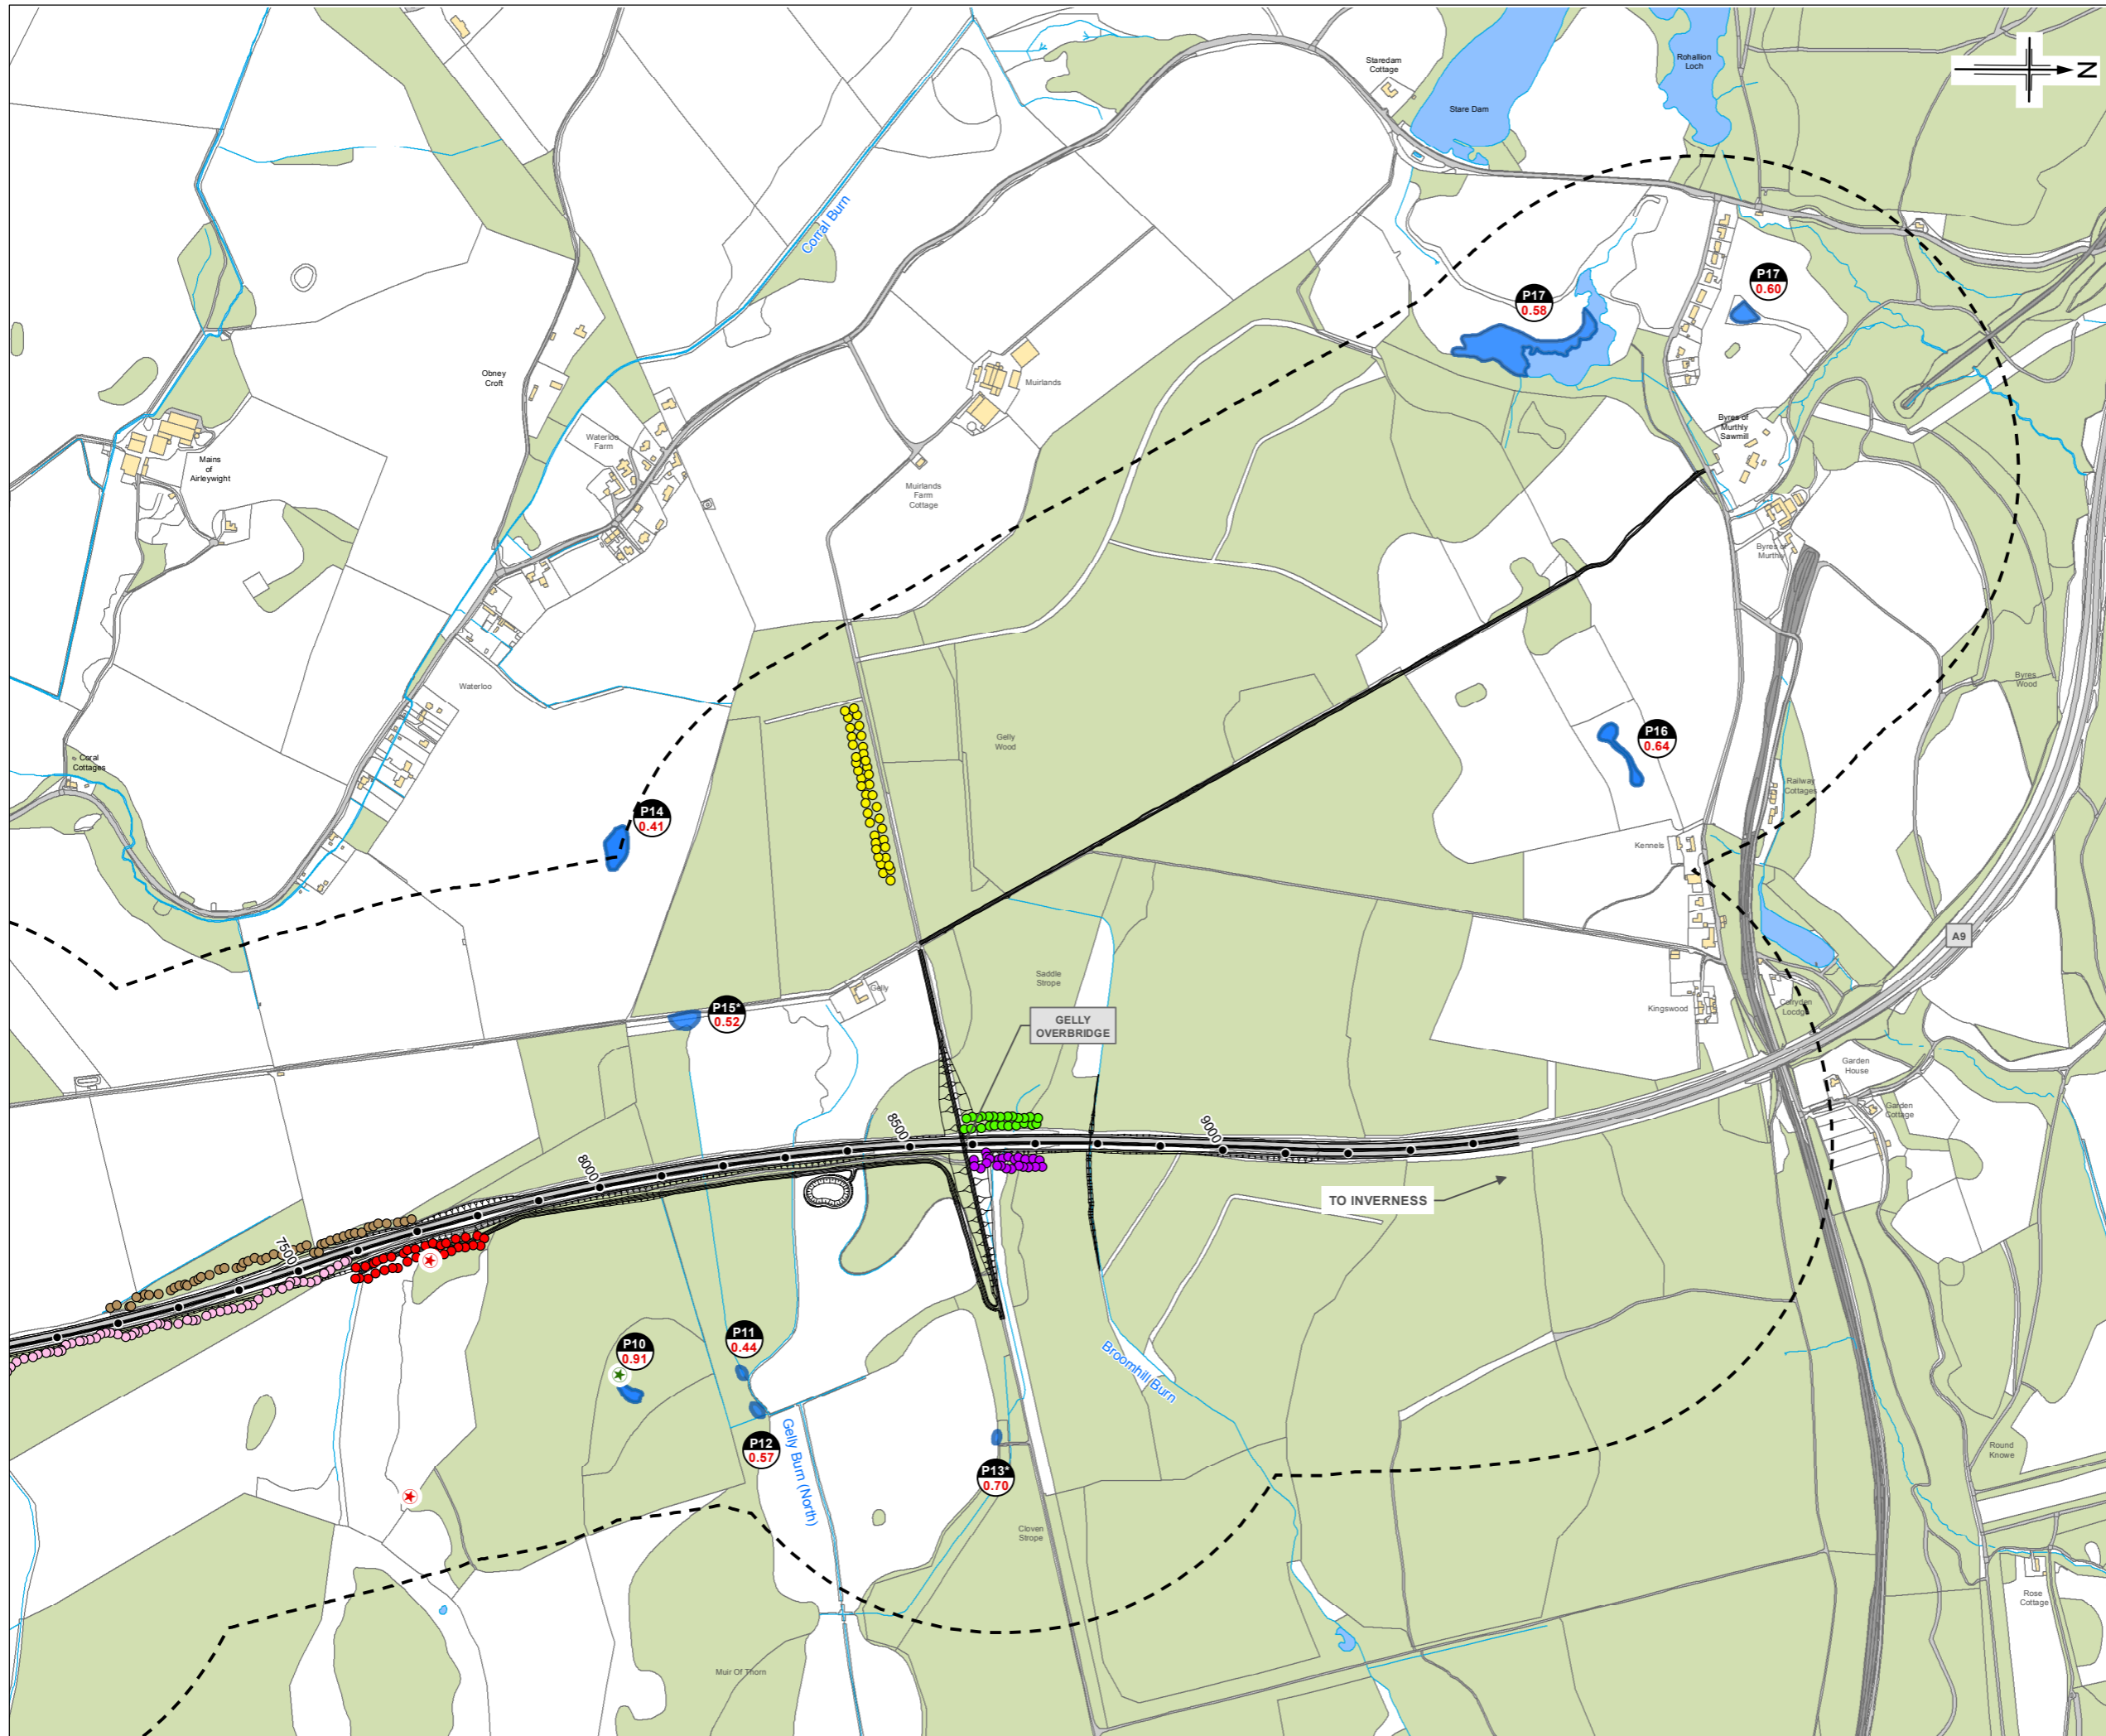 Staredam
Cottage
Stare Dam
Rohallion
Loch
N
Corral Burn
P17
0.60
P17
0.58
Obney
Croft
Muirlands
Waterloo
Farm
Byres of
Murthly
Sawmill
Mains
of
Airleywight
Muirlands
Farm
Cottage
Byres of
Murthly
Waterloo
Byres
Wood
Gelly
Wood
P16
0.64
Coral
Cottages
Railway
Cottages
P14
0.41
Kennels
A9
Saddle
Strope
Gelly
P15*
0.52
Kingswood
Corryden
Locdge
GELLY
OVERBRIDGE
Garden
House
Garden
Cottage
8500
9000
8000
TO INVERNESS
7500
P11
0.44
P10
0.91
Broomhill Burn
P12
0.57
Gelly Burn (North)
P13*
0.70
Round
Knowe
Cloven
Strope
Rose
Cottage
Muir Of Thorn